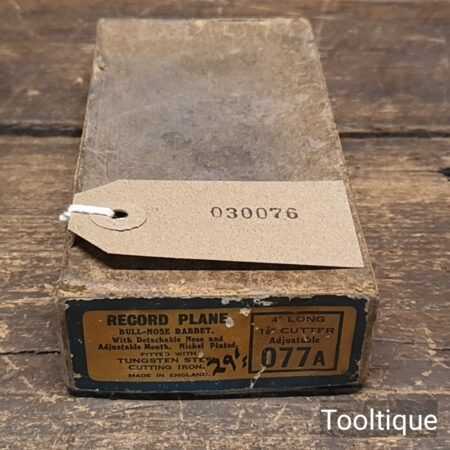 030076
RECORD PLANE
BULL-NOSE RABBET.
With Detachable Nose and
Adjustable Mouth. Nickel Plated.
FITTED WITH
TUNGSTEN STEEL
CUTTING IRON.
MADE IN ENGLAND.
4" LONG
CUTTER
Adjustable
077A
Tooltique